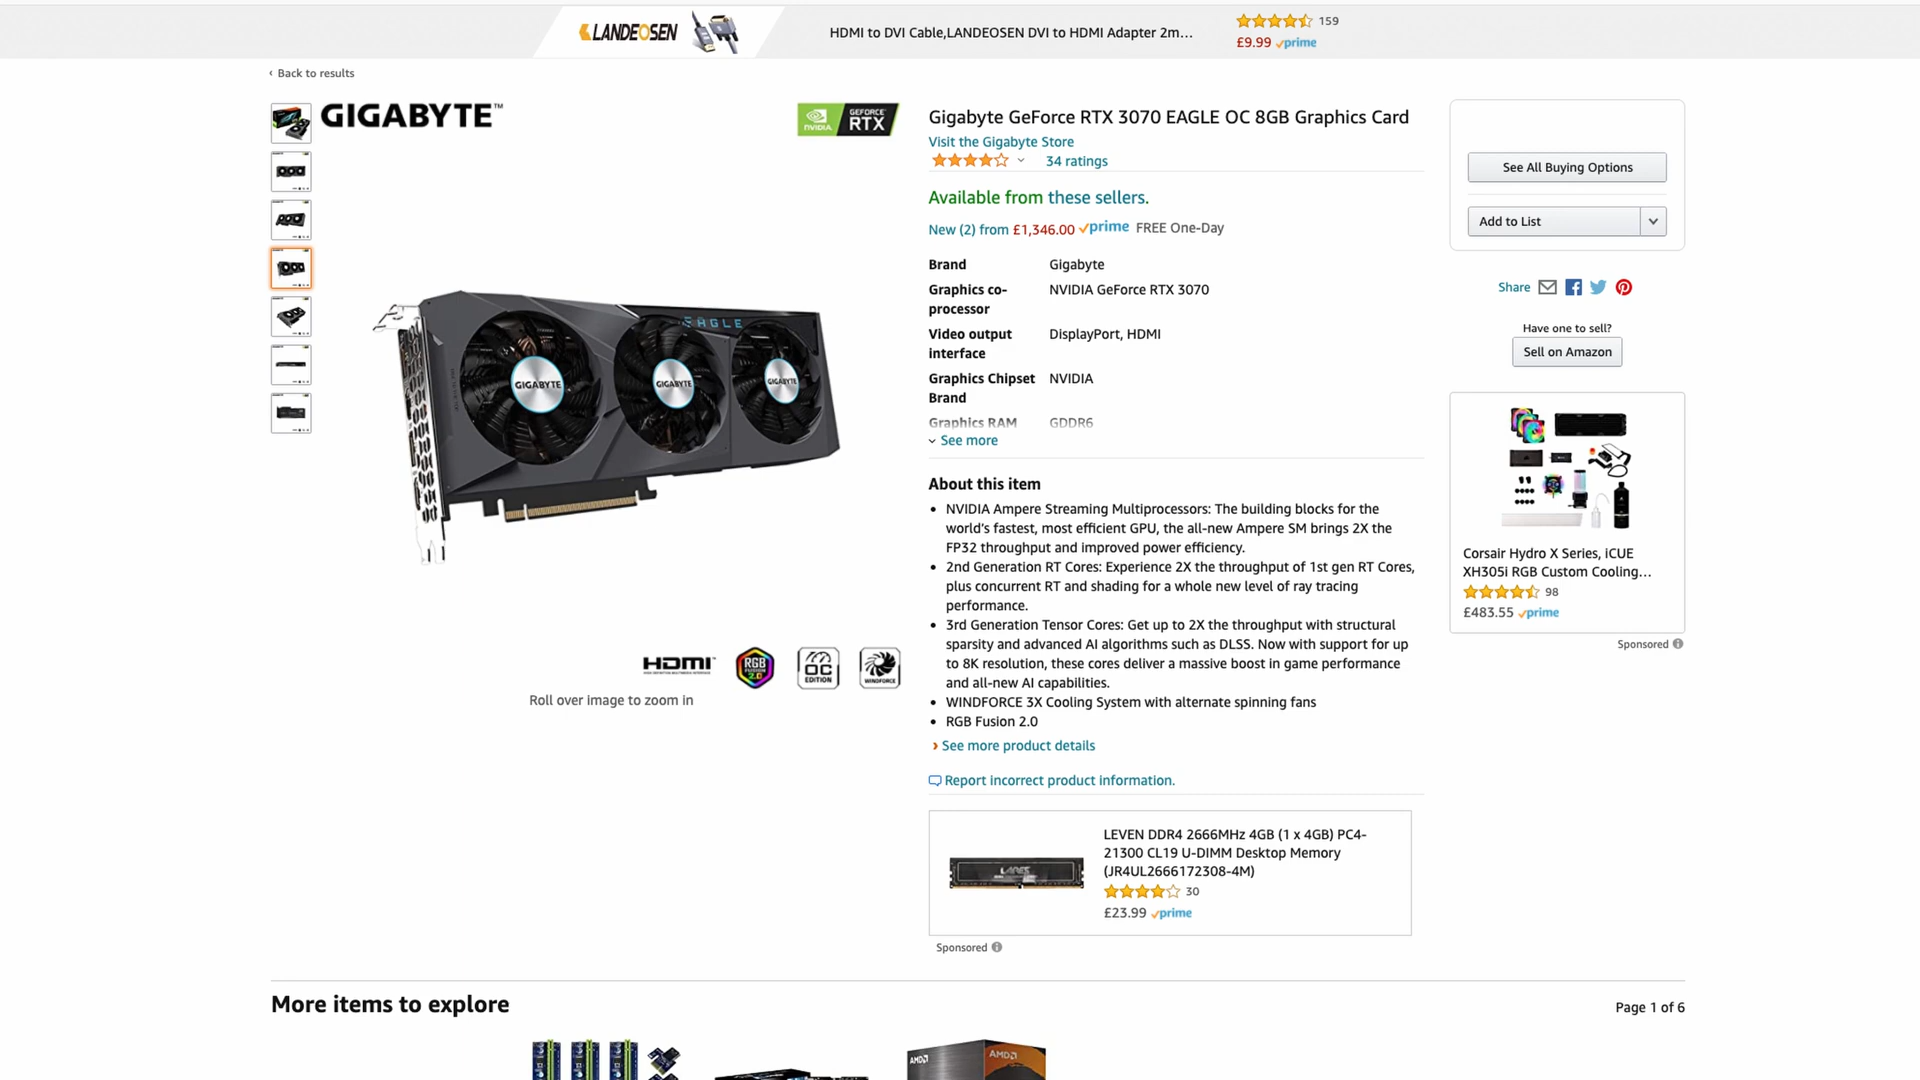 LANDEOSEN
HDMI to DVI Cable,LANDEOSEN DVI to HDMI Adapter 2m...
159
£9.99 prime
‹ Back to results
GIGABYTE™
NVIDIA
GEFORCE
RTX
EAGLE
GIGABYTE
GIGABYTE
GIGABYTE
HDMI
RGB
FUSION
2.0
OC
EDITION
WINDFORCE
Roll over image to zoom in
Gigabyte GeForce RTX 3070 EAGLE OC 8GB Graphics Card
Visit the Gigabyte Store
34 ratings
Available from these sellers.
New (2) from £1,346.00 prime FREE One-Day
Brand Gigabyte
Graphics co-
processor
NVIDIA GeForce RTX 3070
Video output
interface
DisplayPort, HDMI
Graphics Chipset
Brand
NVIDIA
Graphics RAM GDDR6
See more
About this item
• NVIDIA Ampere Streaming Multiprocessors: The building blocks for the
world's fastest, most efficient GPU, the all-new Ampere SM brings 2X the
FP32 throughput and improved power efficiency.
• 2nd Generation RT Cores: Experience 2X the throughput of 1st gen RT Cores,
plus concurrent RT and shading for a whole new level of ray tracing
performance.
• 3rd Generation Tensor Cores: Get up to 2X the throughput with structural
sparsity and advanced AI algorithms such as DLSS. Now with support for up
to 8K resolution, these cores deliver a massive boost in game performance
and all-new AI capabilities.
• WINDFORCE 3X Cooling System with alternate spinning fans
• RGB Fusion 2.0
› See more product details
Report incorrect product information.
LEVEN DDR4 2666MHz 4GB (1 x 4GB) PC4-
21300 CL19 U-DIMM Desktop Memory
(JR4UL2666172308-4M)
30
£23.99 prime
Sponsored
See All Buying Options
Add to List
Share
Have one to sell?
Sell on Amazon
Corsair Hydro X Series, iCUE
XH305i RGB Custom Cooling...
98
£483.55 prime
Sponsored
More items to explore
Page 1 of 6
AMD
AMD